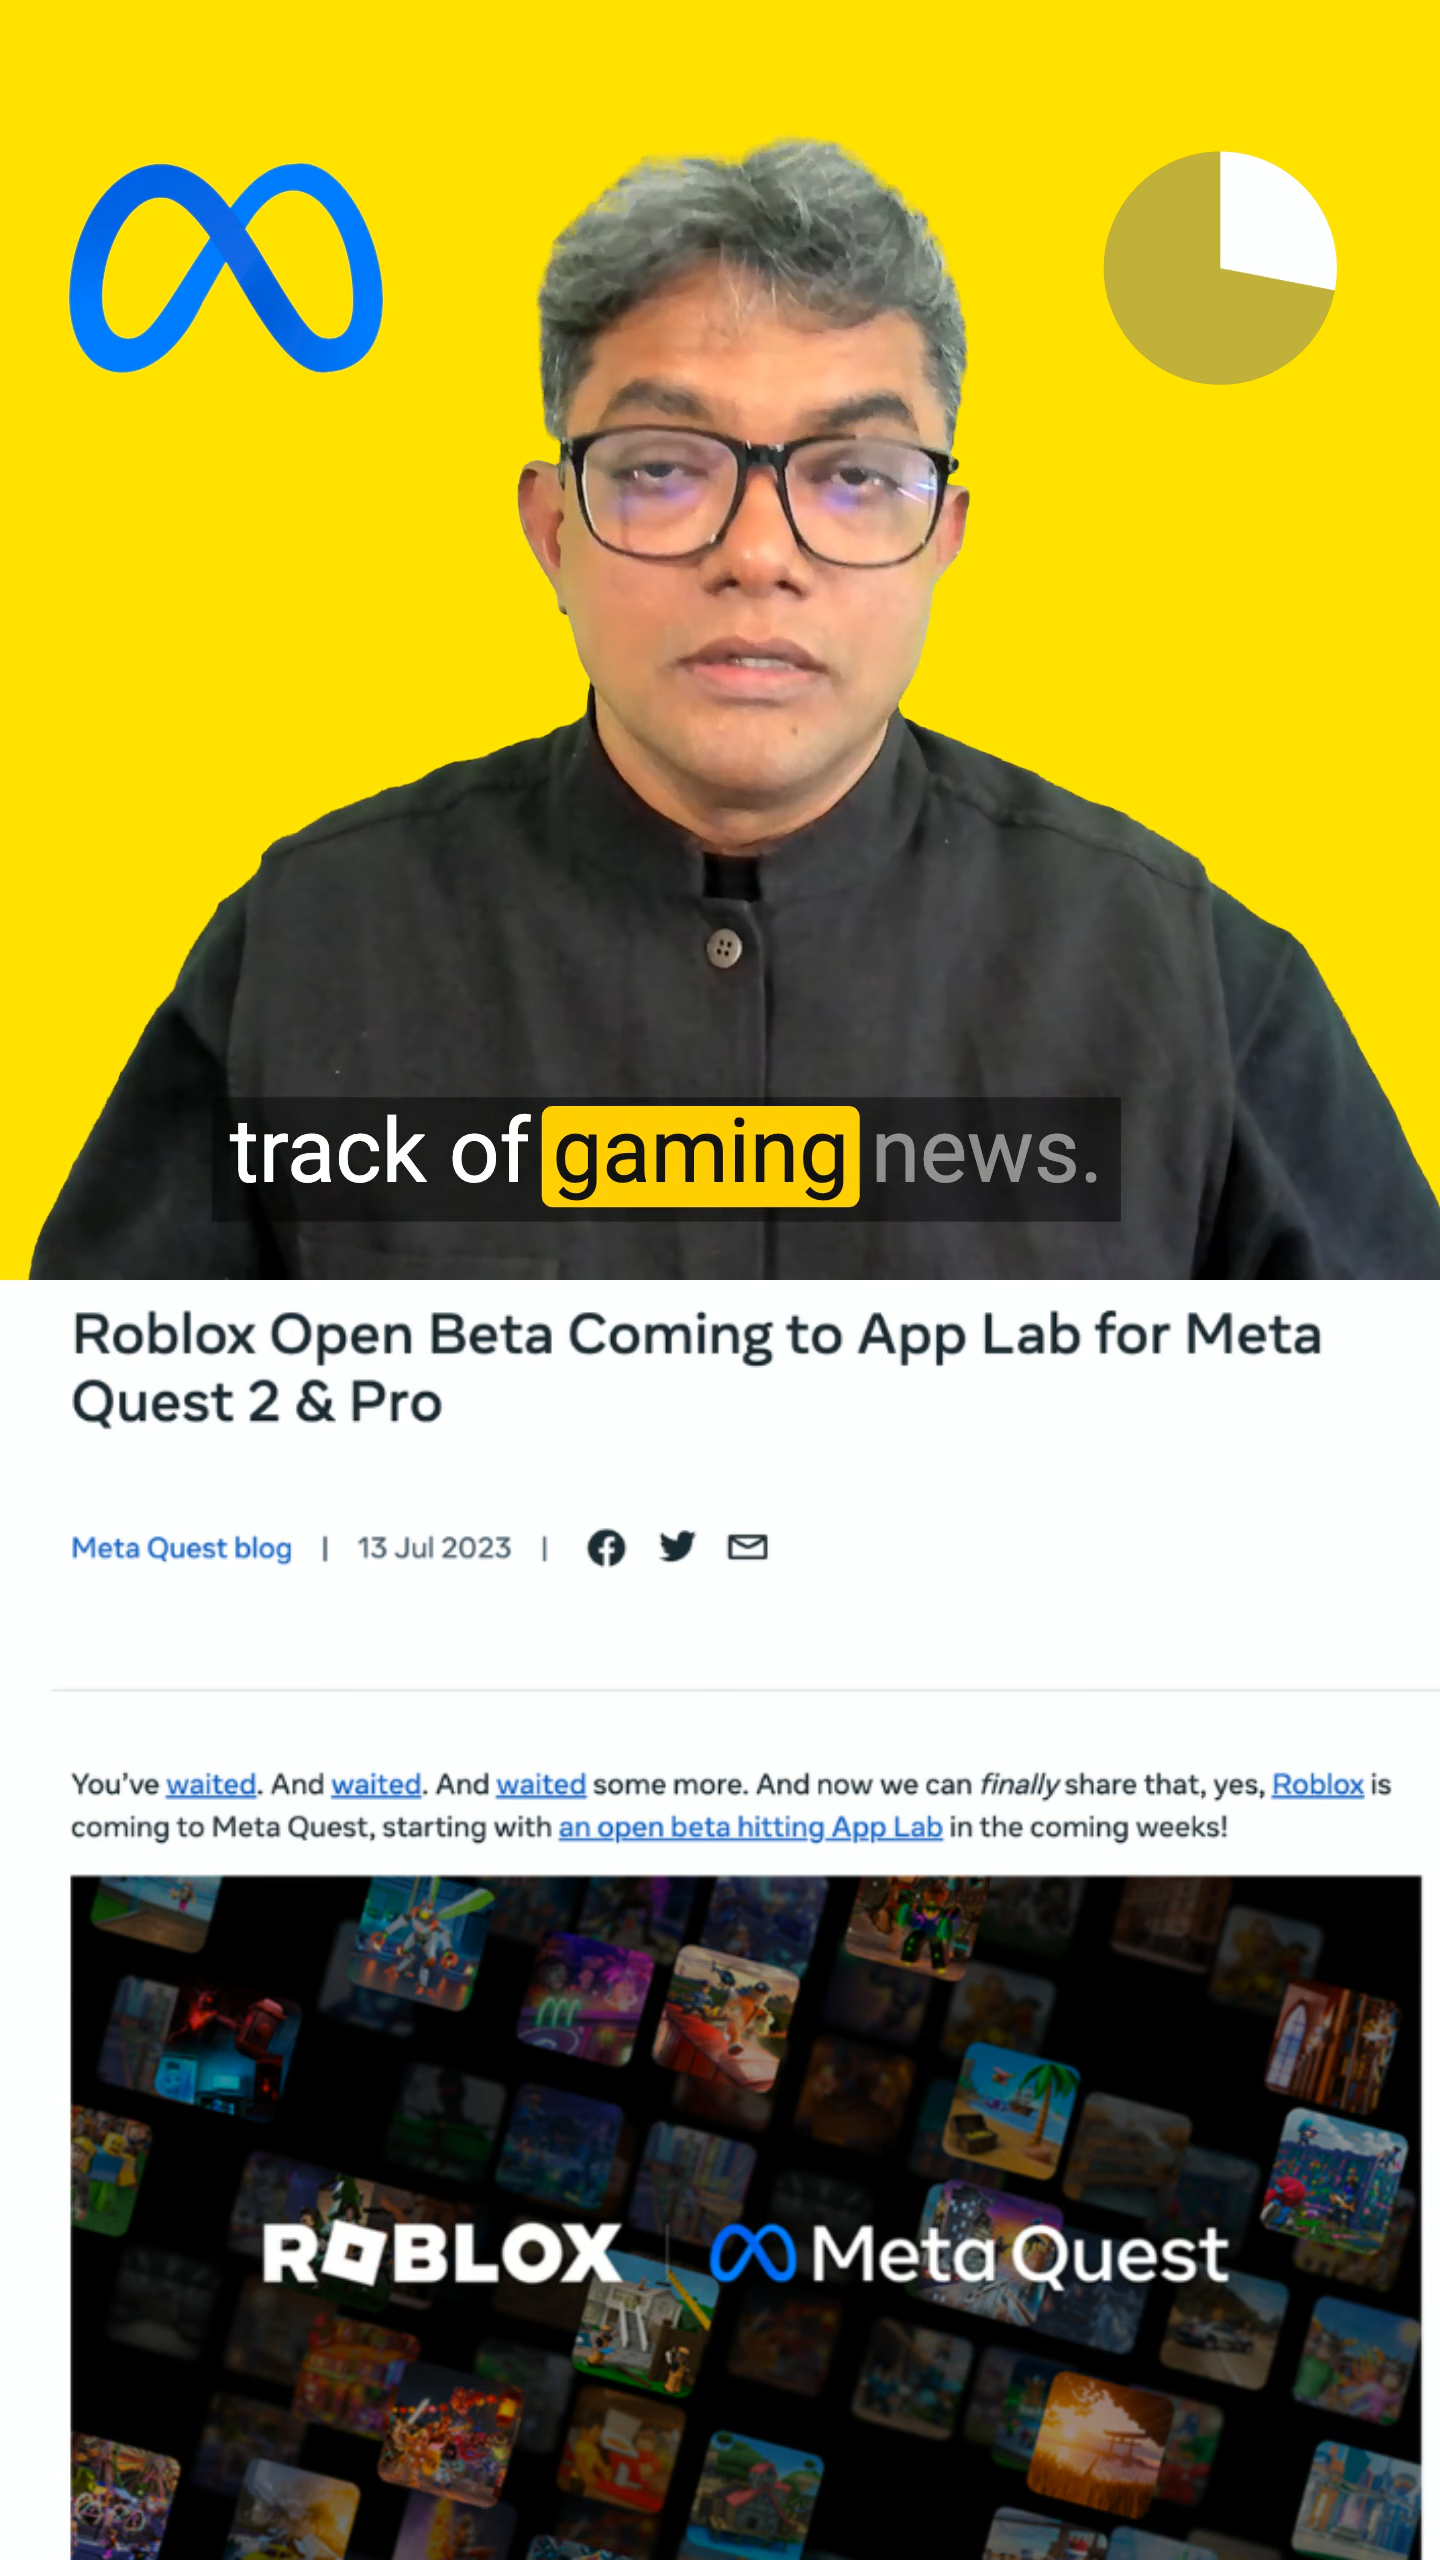 track of gaming news.
Roblox Open Beta Coming to App Lab for Meta
Quest 2 & Pro
Meta Quest blog | 13 Jul 2023 |
You’ve waited. And waited. And waited some more. And now we can finally share that, yes, Roblox is
coming to Meta Quest, starting with an open beta hitting App Lab in the coming weeks!
ROBLOX | Meta Quest